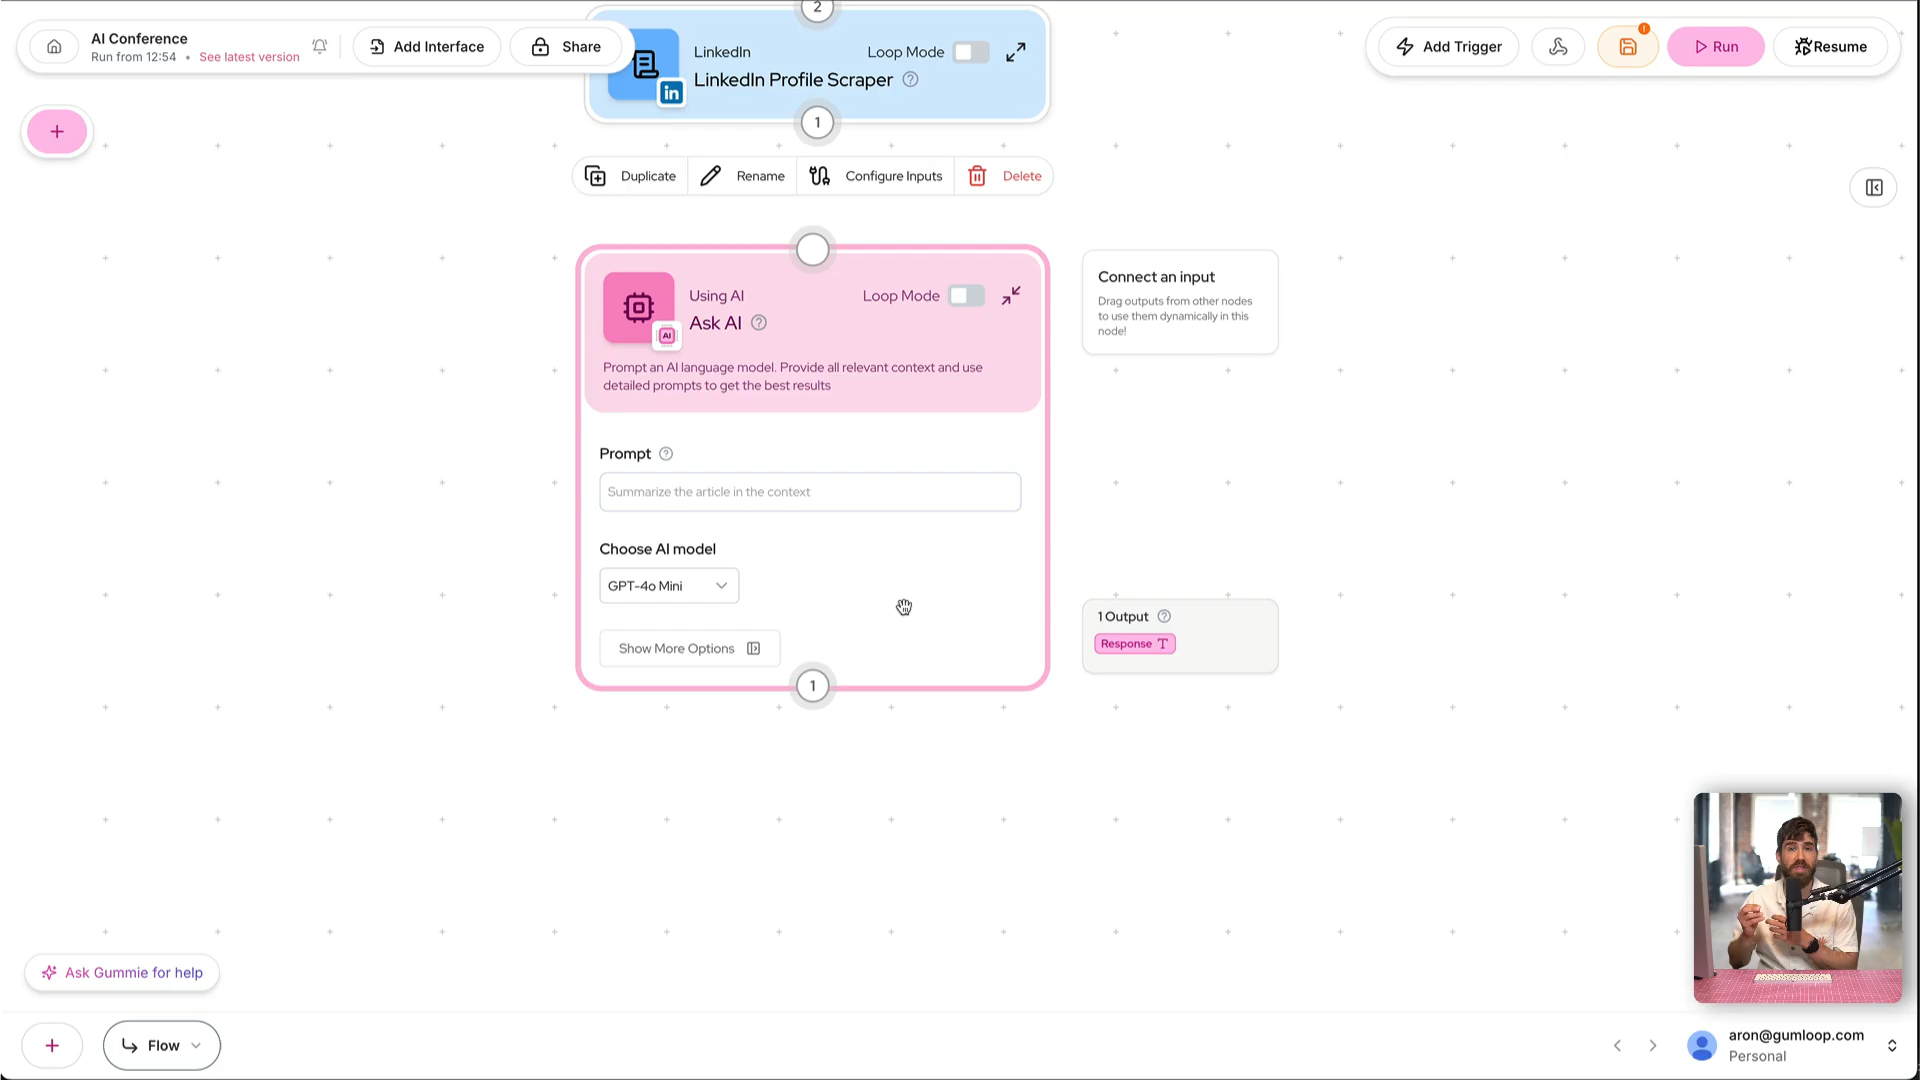 AI Conference
Run from 12:54 • See latest version
Add Interface
Share
2
LinkedIn
Loop Mode
LinkedIn Profile Scraper
in
1
Add Trigger
Run
Resume
Duplicate
Rename
Configure Inputs
Delete
Using AI
Loop Mode
Ask AI
AI
Prompt an AI language model. Provide all relevant context and use
detailed prompts to get the best results
Connect an input
Drag outputs from other nodes
to use them dynamically in this
node!
Prompt
Summarize the article in the context
Choose AI model
GPT-4o Mini
Show More Options
1
1 Output
Response T
Ask Gummie for help
Flow
aron@gumloop.com
Personal